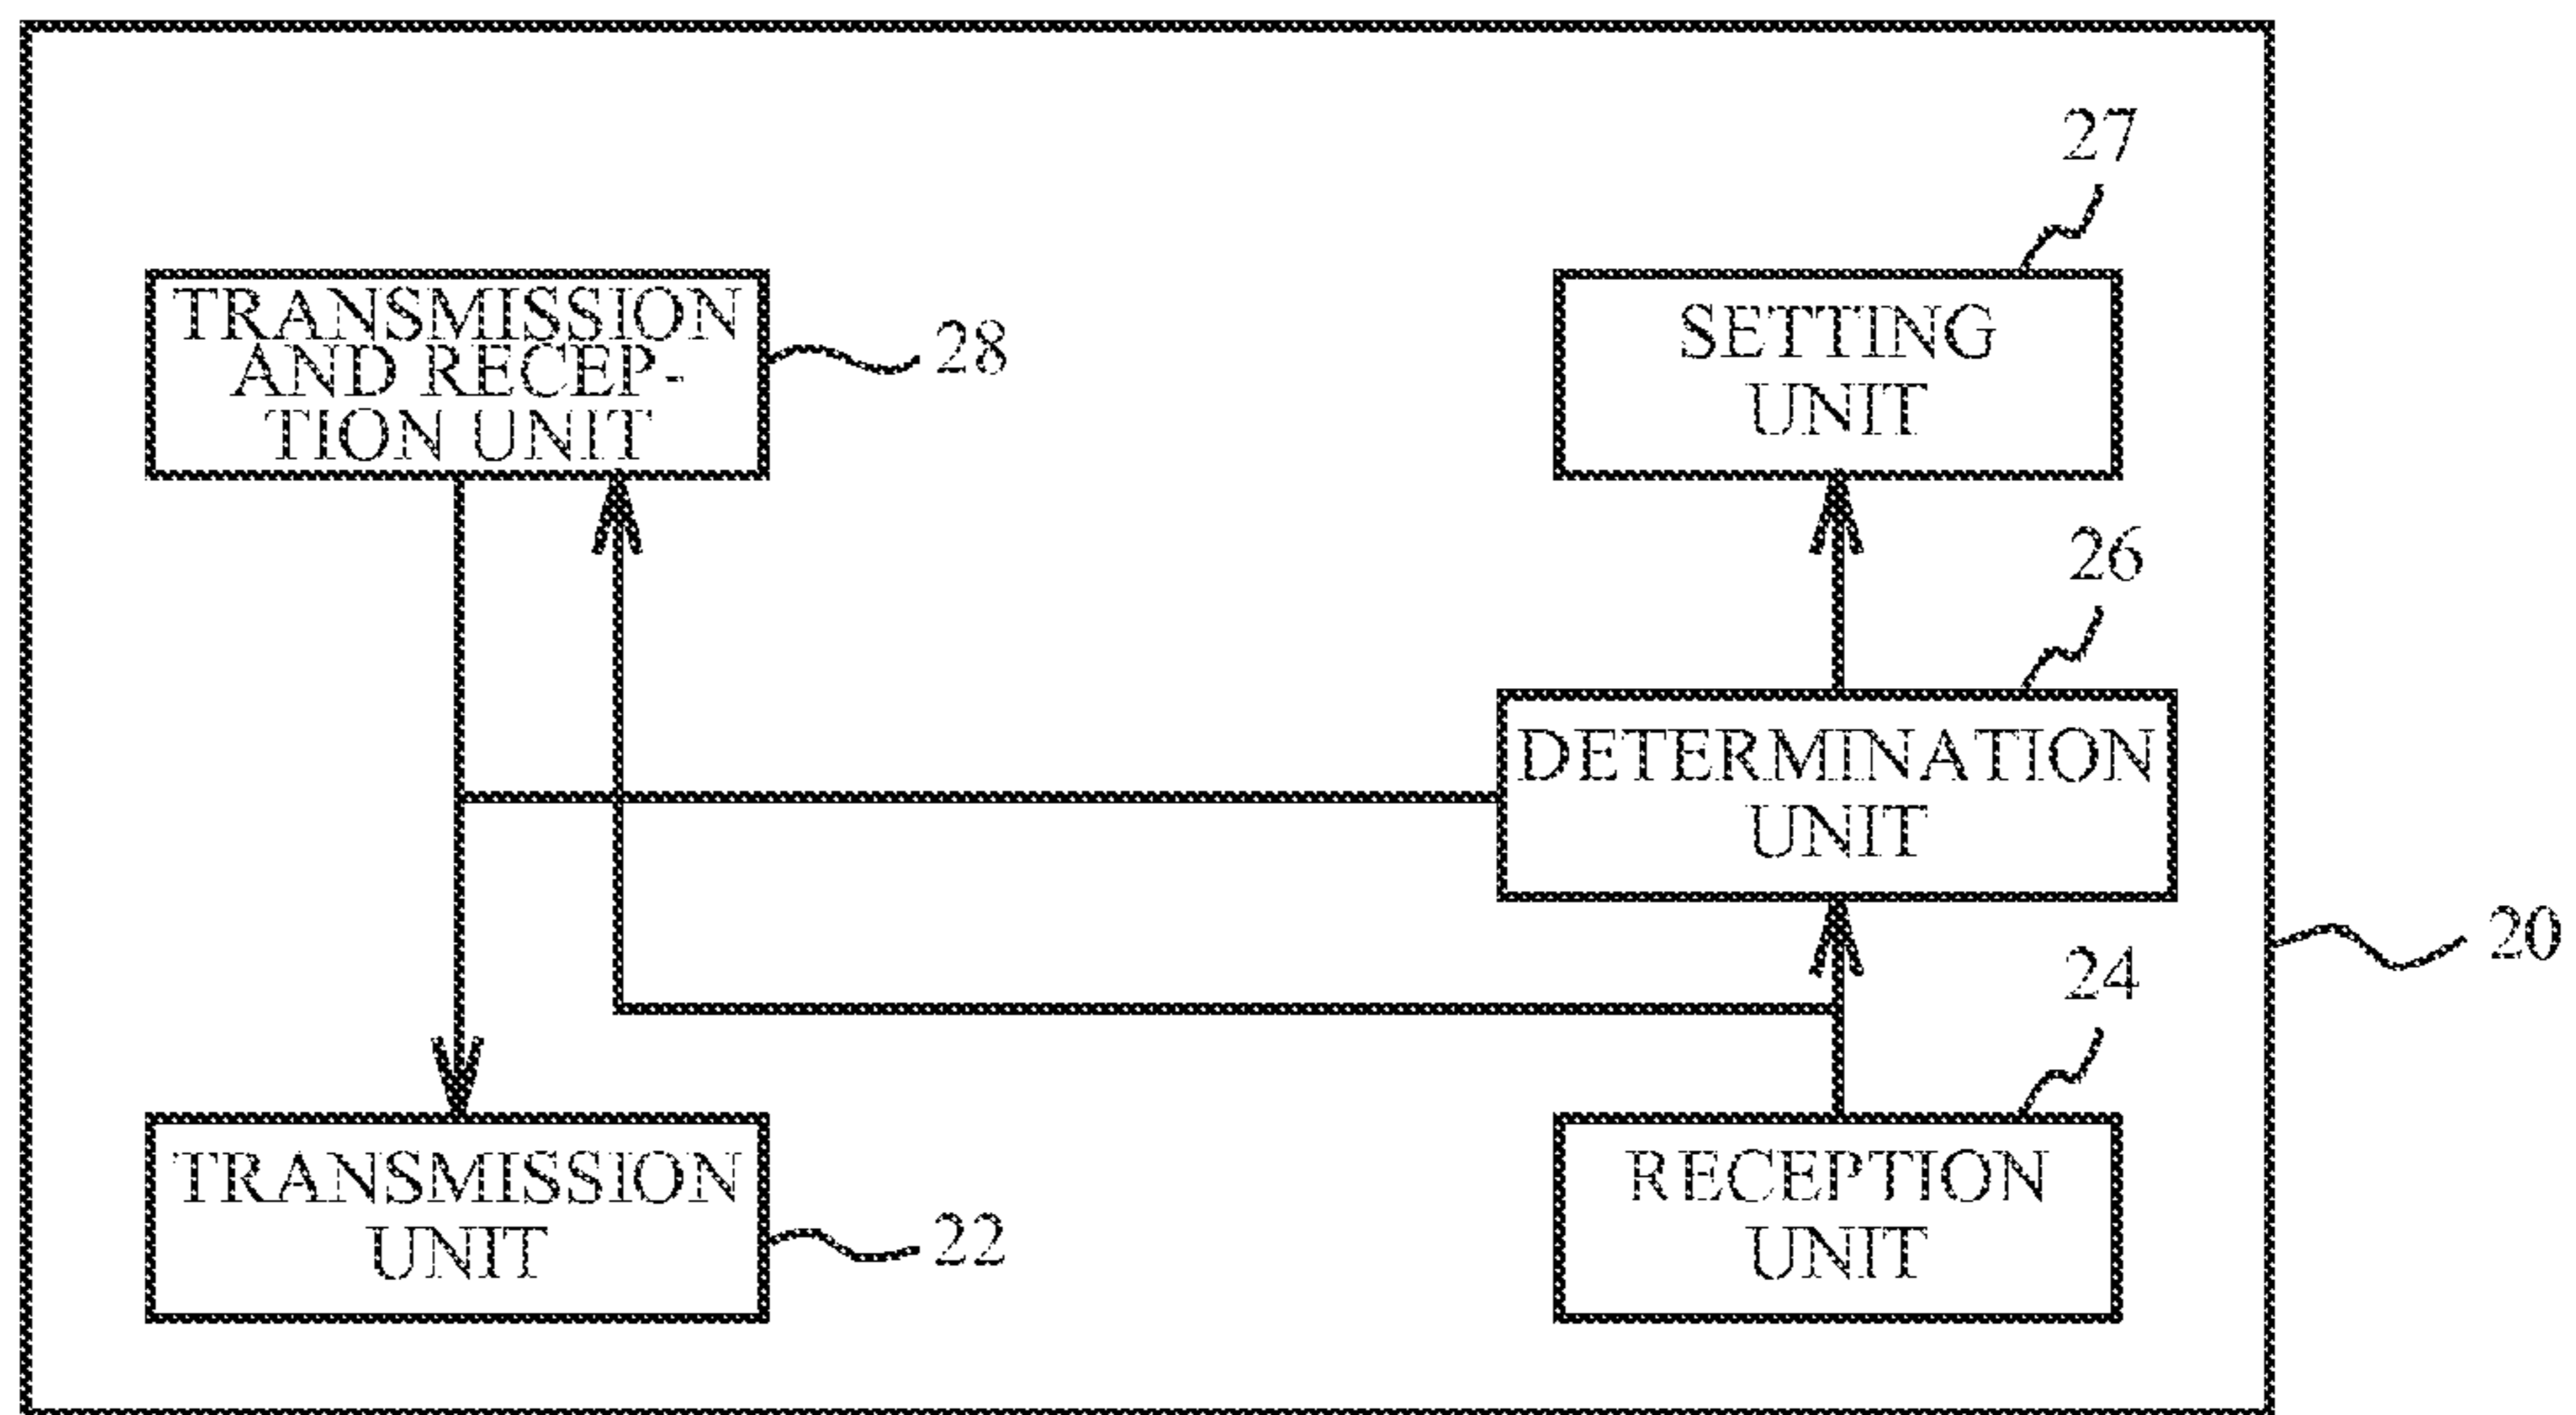 27
TRANSMISSION
AND RECEP-
TION UNIT
28
SETTING
UNIT
26
DETERMINATION
UNIT
20
24
TRANSMISSION
UNIT
22
RECEPTION
UNIT